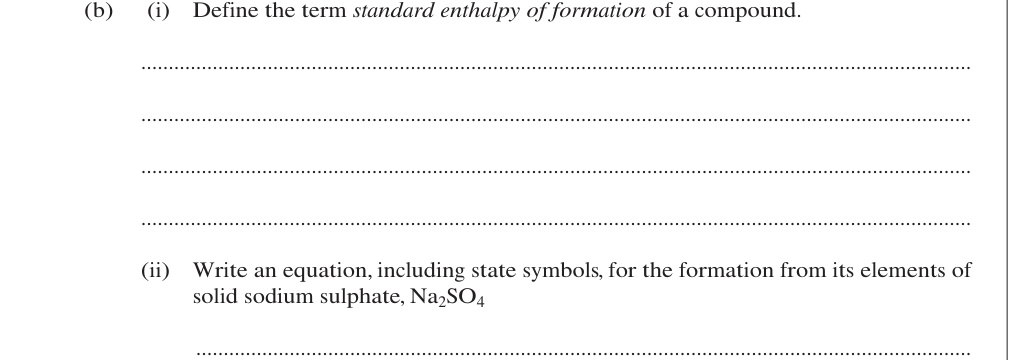 (b) (i) Define the term standard enthalpy of formation of a compound.
(ii) Write an equation, including state symbols, for the formation from its elements of
solid sodium sulphate, Na₂SO₄